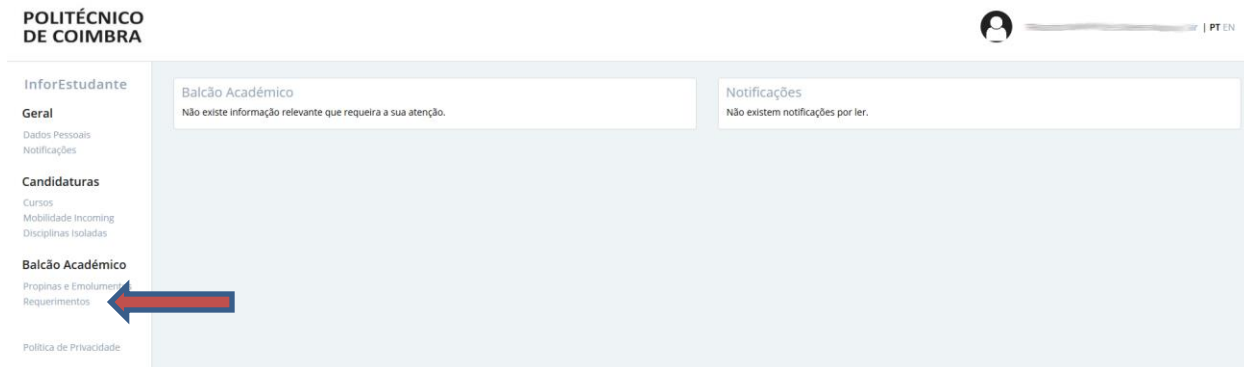 POLITÉCNICO
DE COIMBRA
| PT EN
InforEstudante
Geral
Dados Pessoais
Notificações
Candidaturas
Cursos
Mobilidade Incoming
Disciplinas Isoladas
Balcão Académico
Propinas e Emolumentos
Requerimentos
Política de Privacidade
Balcão Académico
Não existe informação relevante que requeira a sua atenção.
Notificações
Não existem notificações por ler.